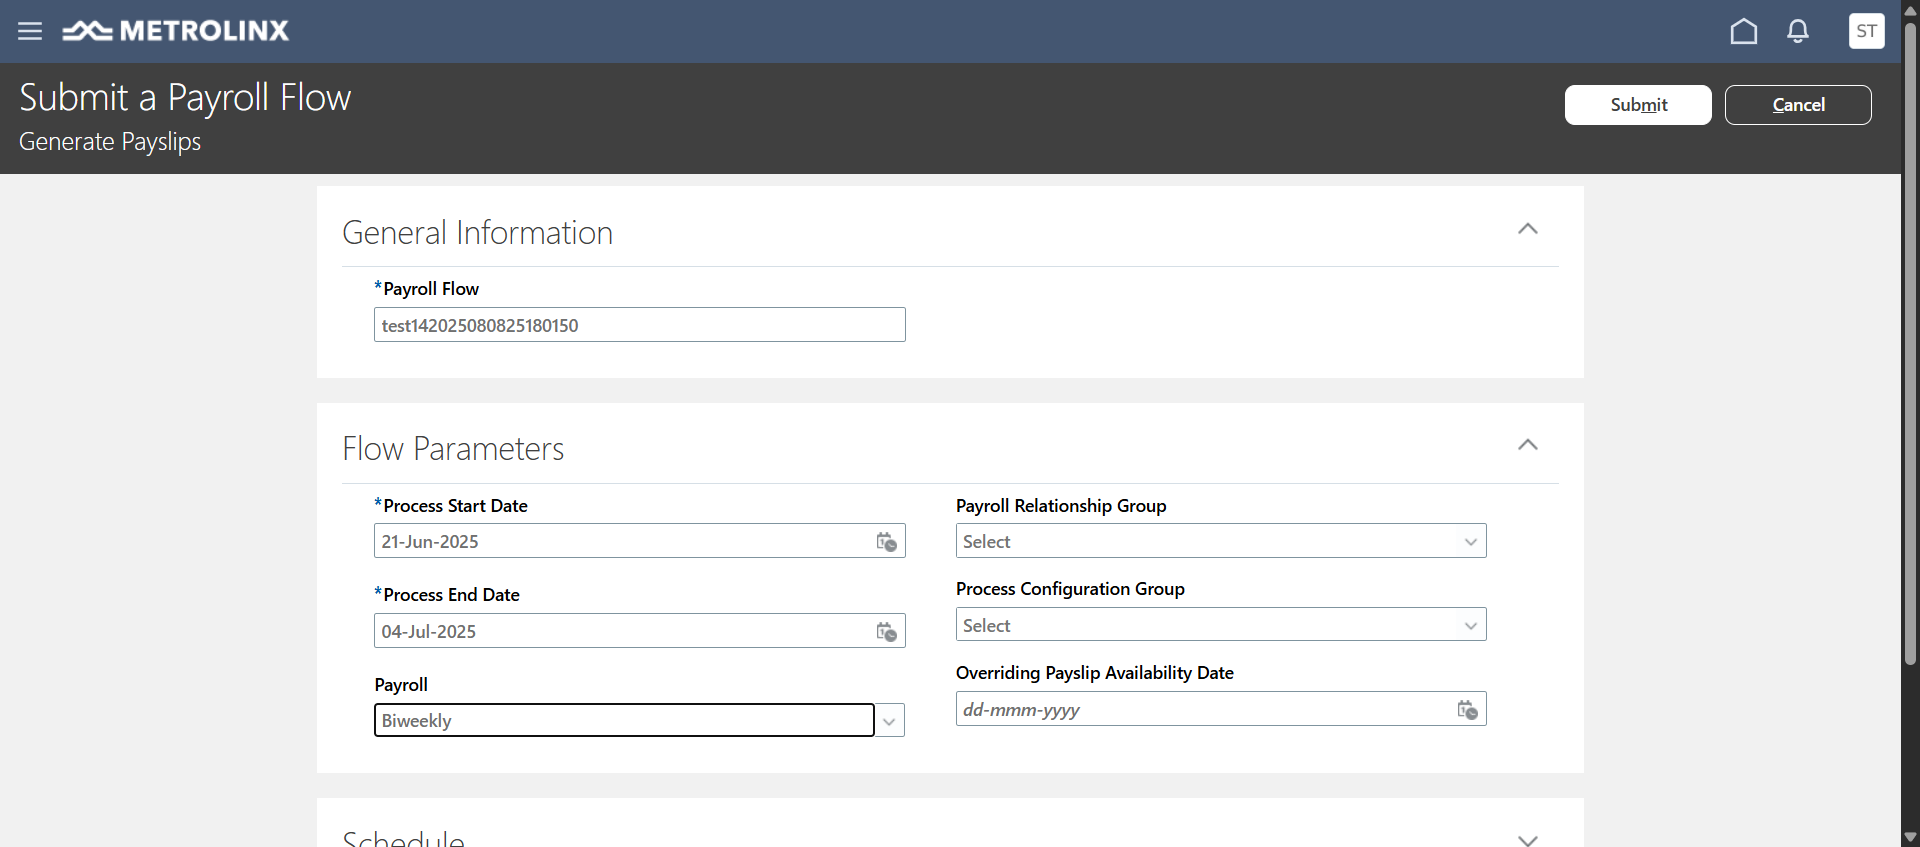 METROLINX
ST
Submit a Payroll Flow
Generate Payslips
Submit
Cancel
General Information
*Payroll Flow
test142025080825180150
Flow Parameters
*Process Start Date
21-Jun-2025
*Process End Date
04-Jul-2025
Payroll
Biweekly
Payroll Relationship Group
Select
Process Configuration Group
Select
Overriding Payslip Availability Date
dd-mmm-yyyy
Schedule